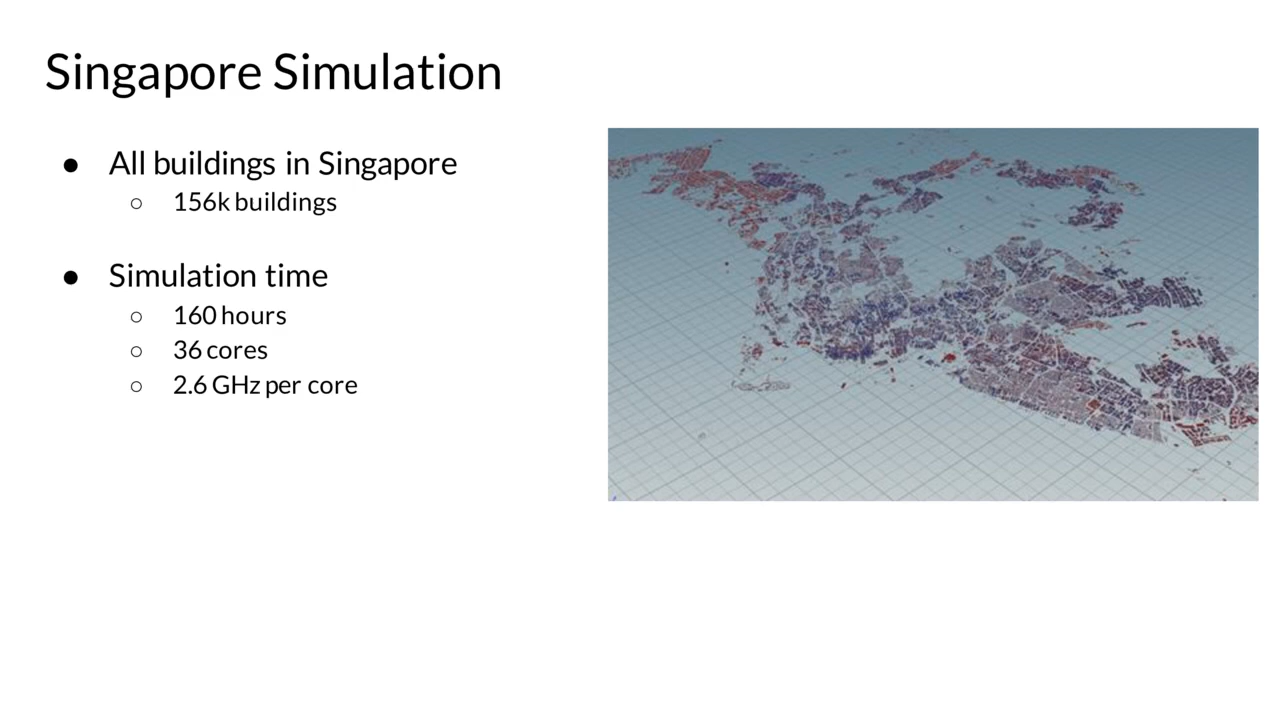 Singapore Simulation
● All buildings in Singapore
○ 156k buildings
● Simulation time
○ 160 hours
○ 36 cores
○ 2.6 GHz per core